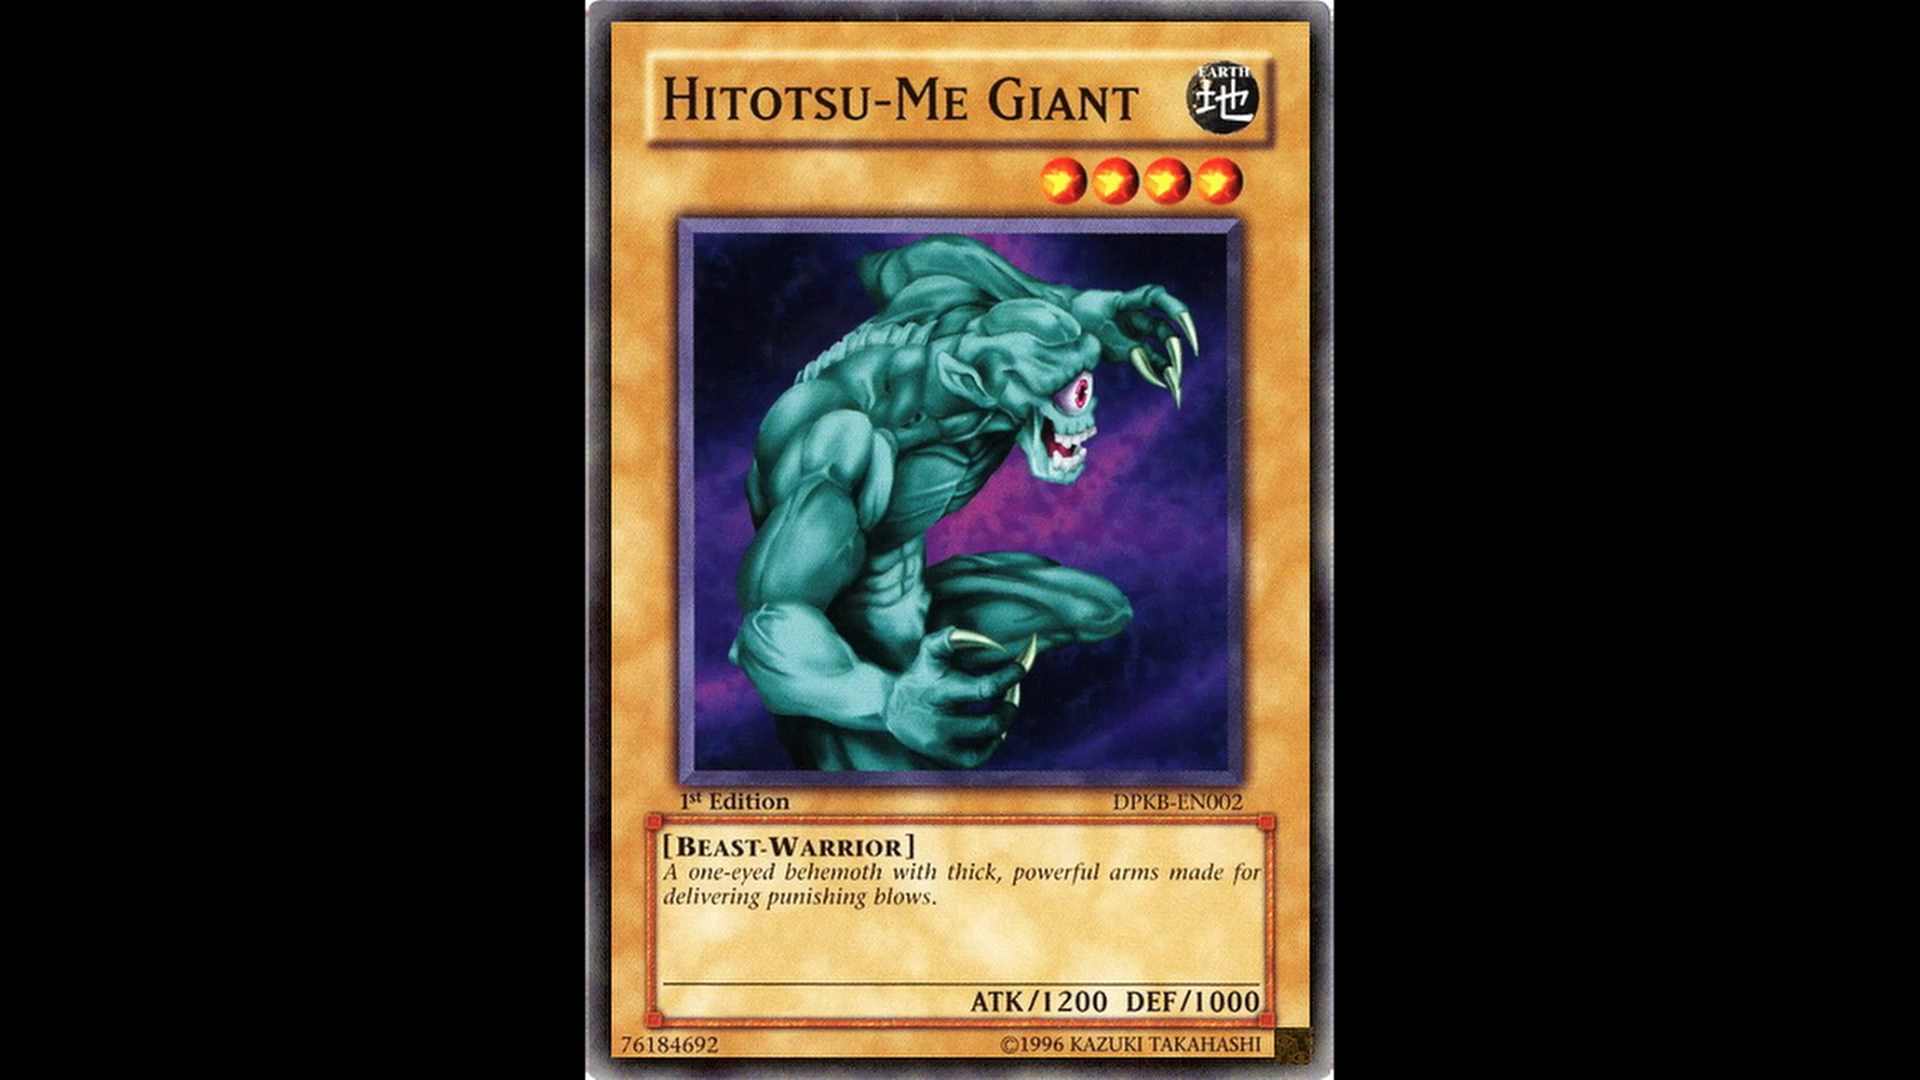 HITOTSU-ME GIANT
EARTH
地
1st Edition
DPKB-EN002
[BEAST-WARRIOR]
A one-eyed behemoth with thick, powerful arms made for
delivering punishing blows.
ATK/1200 DEF/1000
76184692
©1996 KAZUKI TAKAHASHI